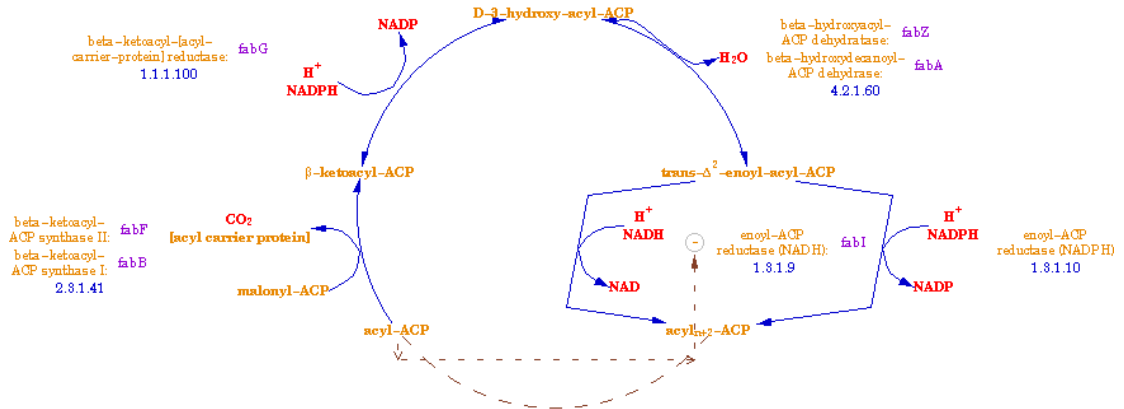 D-3-hydroxy-acyl-ACP
NADP
beta-ketoacyl-[acyl-
carrier-protein] reductase:
1.1.1.100
fabG
H+
NADPH
H2O
beta-hydroxyacyl-
ACP dehydratase:
fabZ
beta-hydroxydecanoyl-
ACP dehydrase:
fabA
4.2.1.60
β-ketoacyl-ACP
trans-Δ2-enoyl-acyl-ACP
beta-ketoacyl-
ACP synthase II:
fabF
beta-ketoacyl-
ACP synthase I:
fabB
2.3.1.41
CO2
[acyl carrier protein]
malonyl-ACP
H+
NADH
NAD
-
enoyl-ACP
reductase (NADH):
fabI
1.3.1.9
H+
NADPH
NADP
enoyl-ACP
reductase (NADPH)
1.3.1.10
acyl-ACP
acyln+2-ACP